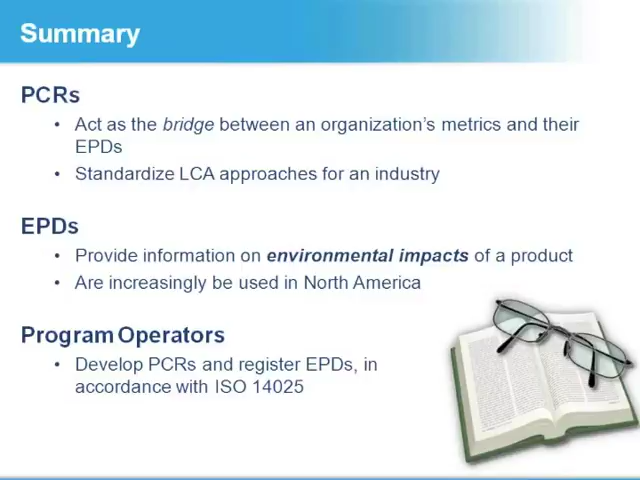 Summary
PCRs
• Act as the bridge between an organization's metrics and their
EPDs
• Standardize LCA approaches for an industry
EPDs
• Provide information on environmental impacts of a product
• Are increasingly be used in North America
Program Operators
• Develop PCRs and register EPDs, in
accordance with ISO 14025